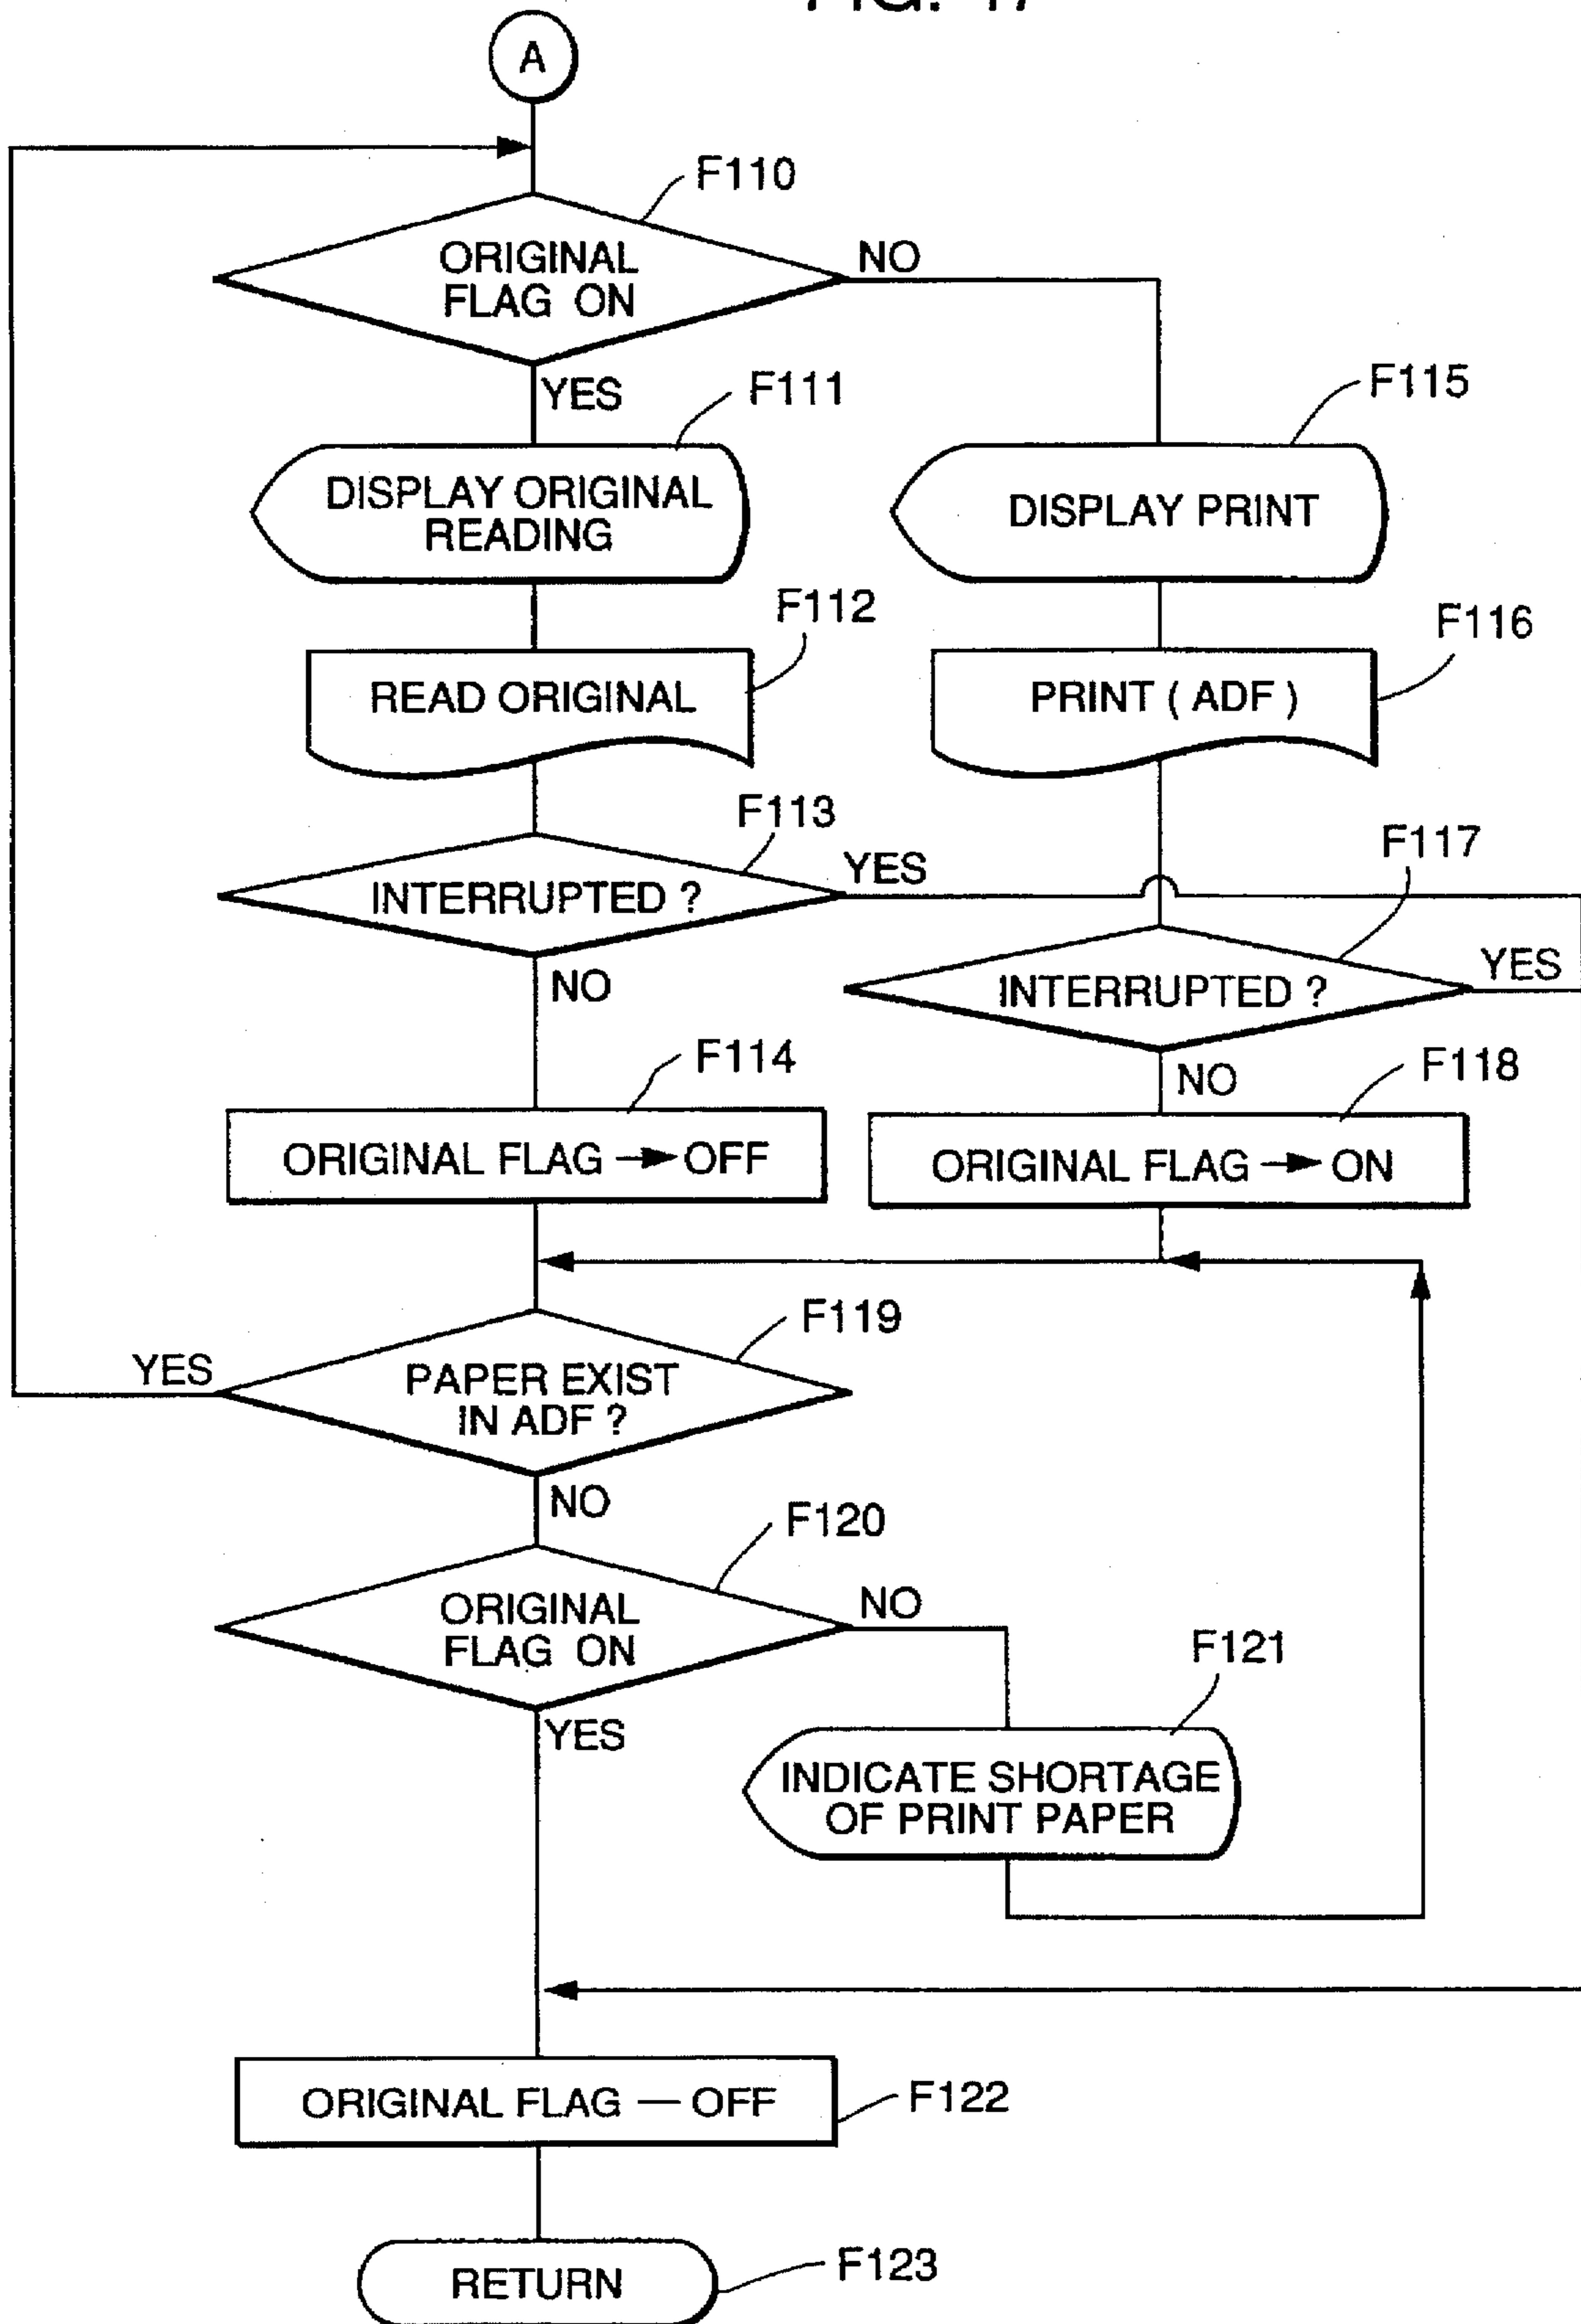 A
F110
ORIGINAL
FLAG ON
NO
YES
F111
F115
DISPLAY ORIGINAL
READING
DISPLAY PRINT
F112
F116
READ ORIGINAL
PRINT ( ADF )
F113
INTERRUPTED ?
YES
F117
INTERRUPTED ?
YES
NO
NO
F114
F118
ORIGINAL FLAG → OFF
ORIGINAL FLAG → ON
F119
YES
PAPER EXIST
IN ADF ?
NO
F120
ORIGINAL
FLAG ON
NO
YES
F121
INDICATE SHORTAGE
OF PRINT PAPER
ORIGINAL FLAG — OFF
F122
RETURN
F123